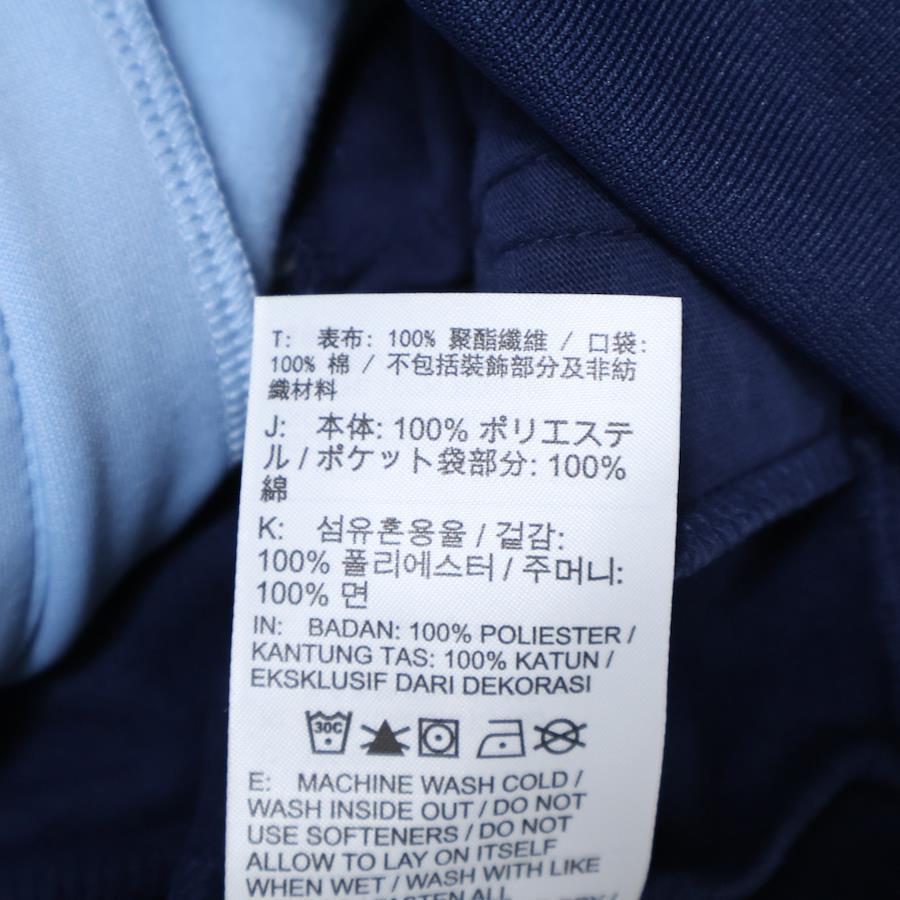 T: 表布: 100% 聚酯纖維 / 口袋:
100% 棉 / 不包括裝飾部分及非紡
織材料
J: 本体: 100% ポリエステ
ル / ポケット袋部分: 100%
綿
K: 섬유혼용율 / 겉감:
100% 폴리에스터 / 주머니:
100% 면
IN: BADAN: 100% POLIESTER /
KANTUNG TAS: 100% KATUN /
EKSKLUSIF DARI DEKORASI
30C
E: MACHINE WASH COLD /
WASH INSIDE OUT / DO NOT
USE SOFTENERS / DO NOT
ALLOW TO LAY ON ITSELF
WHEN WET / WASH WITH LIKE